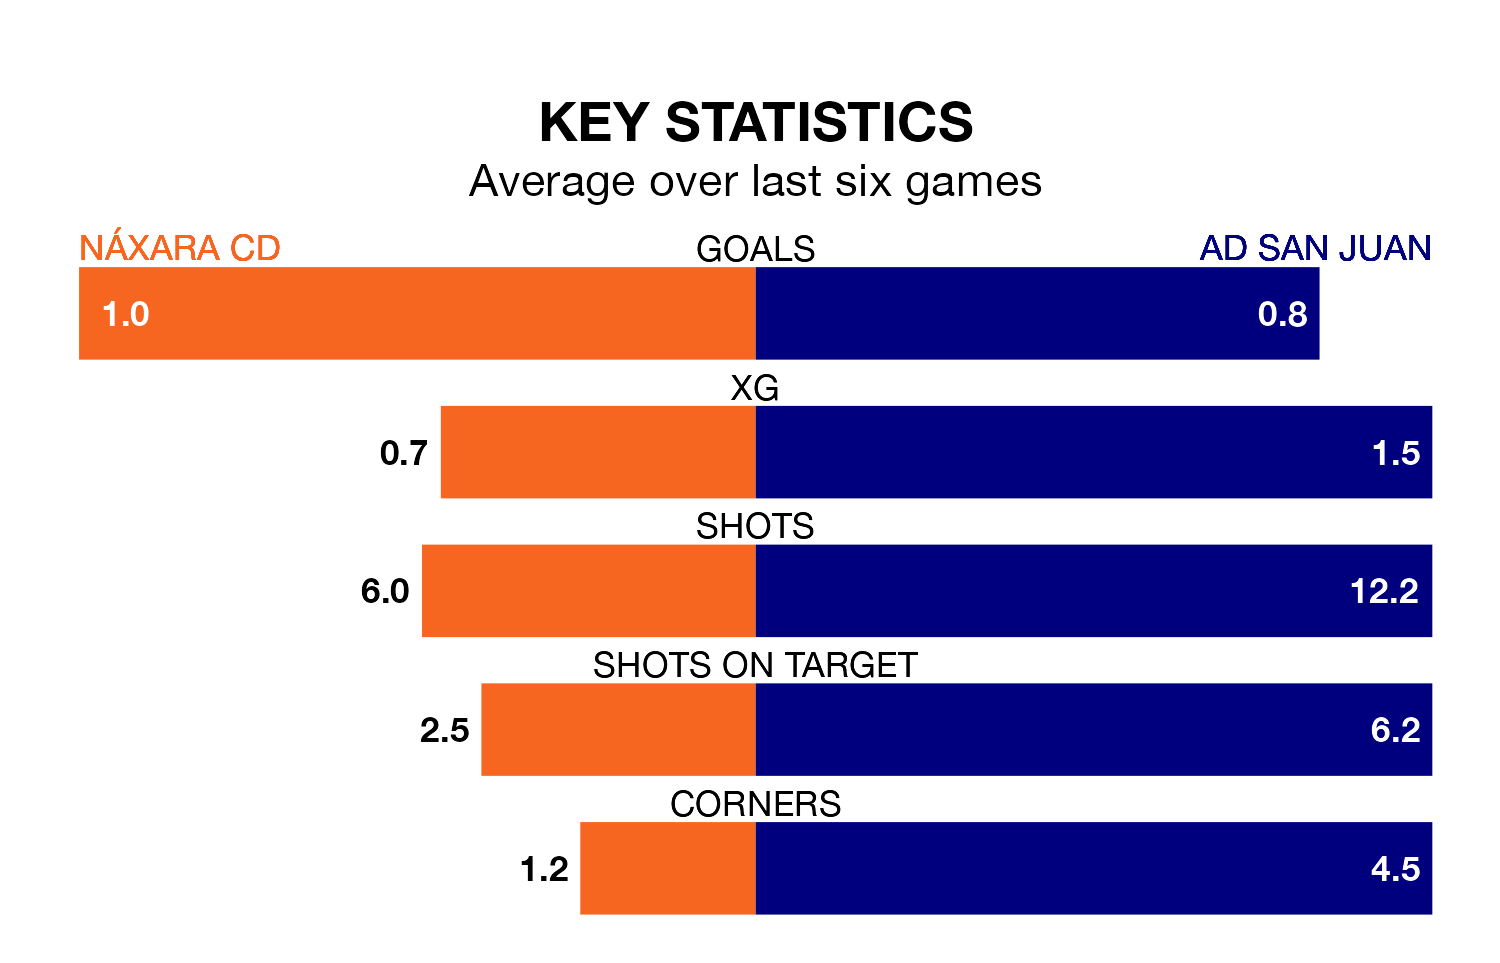 KEY STATISTICS
Average over last six games
NÁXARA CD GOALS AD SAN JUAN
1.0 0.8
XG
0.7 1.5
SHOTS
6.0 12.2
SHOTS ON TARGET
2.5 6.2
CORNERS
1.2 4.5